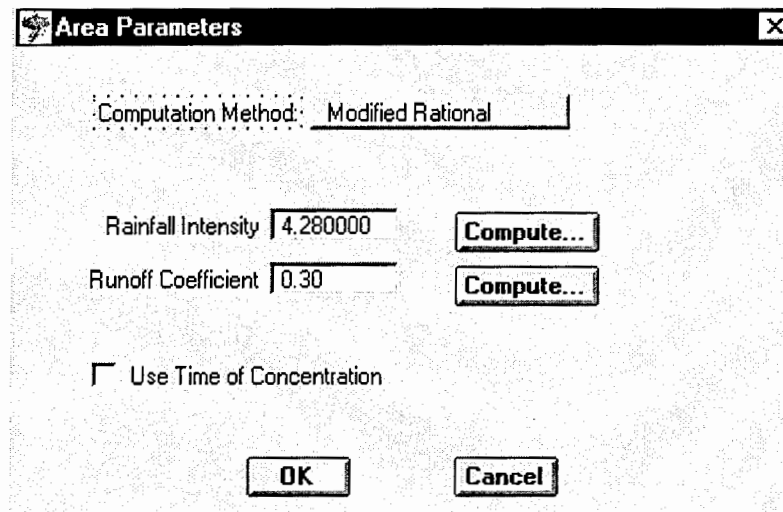 Area Parameters
Computation Method: Modified Rational
Rainfall Intensity 4.280000 Compute...
Runoff Coefficient 0.30 Compute...
Use Time of Concentration
OK Cancel